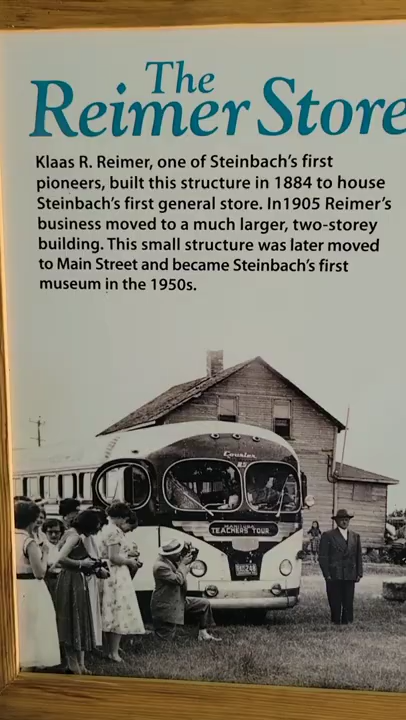 The
Reimer Store
Klaas R. Reimer, one of Steinbach's first
pioneers, built this structure in 1884 to house
Steinbach's first general store. In1905 Reimer's
business moved to a much larger, two-storey
building. This small structure was later moved
to Main Street and became Steinbach's first
museum in the 1950s.
Courier
TEACHERS' TOUR